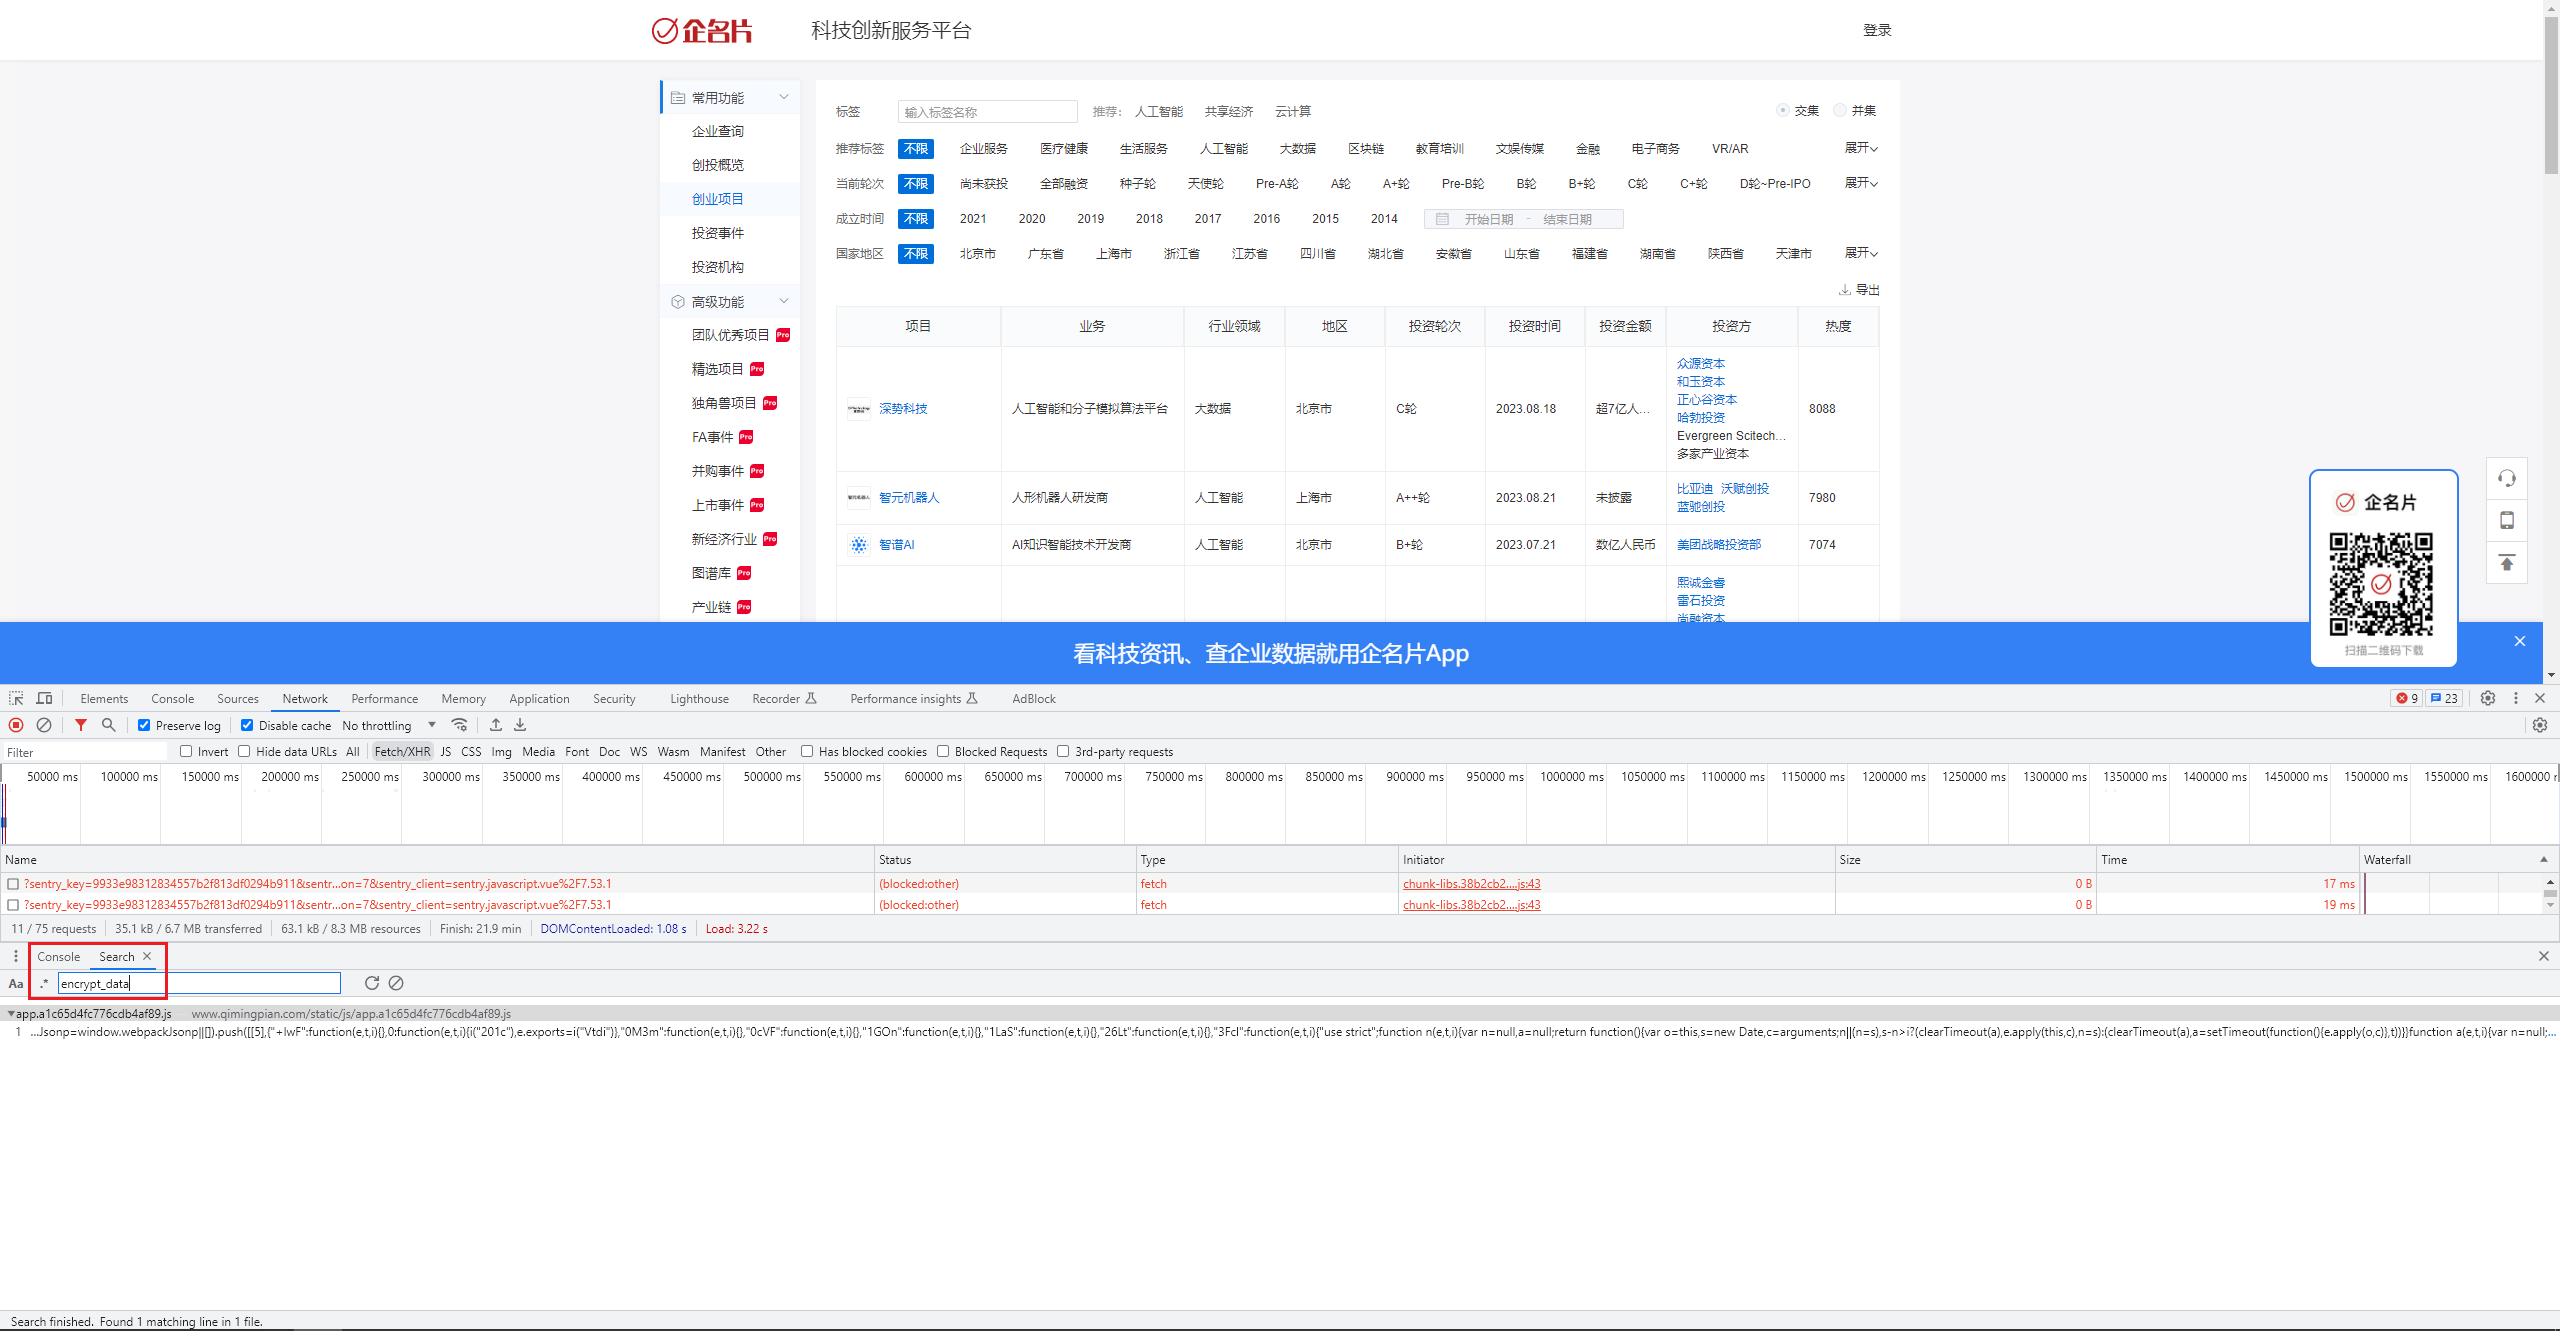 企名片 科技创新服务平台 登录
常用功能
企业查询
创投概览
创业项目
投资事件
投资机构
高级功能
团队优秀项目 Pro
精选项目 Pro
独角兽项目 Pro
FA事件 Pro
并购事件 Pro
上市事件 Pro
新经济行业 Pro
图谱库 Pro
产业链 Pro
标签 输入标签名称 推荐: 人工智能 共享经济 云计算 交集 并集
推荐标签 不限 企业服务 医疗健康 生活服务 人工智能 大数据 区块链 教育培训 文娱传媒 金融 电子商务 VR/AR 展开
当前轮次 不限 尚未获投 全部融资 种子轮 天使轮 Pre-A轮 A轮 A+轮 Pre-B轮 B轮 B+轮 C轮 C+轮 D轮~Pre-IPO 展开
成立时间 不限 2021 2020 2019 2018 2017 2016 2015 2014 开始日期 - 结束日期
国家地区 不限 北京市 广东省 上海市 浙江省 江苏省 四川省 湖北省 安徽省 山东省 福建省 湖南省 陕西省 天津市 展开
导出
项目 业务 行业领域 地区 投资轮次 投资时间 投资金额 投资方 热度
深势科技 人工智能和分子模拟算法平台 大数据 北京市 C轮 2023.08.18 超7亿人... 8088
众源资本
和玉资本
正心谷资本
哈勃投资
Evergreen Scitech...
多家产业资本
智元机器人 人形机器人研发商 人工智能 上海市 A++轮 2023.08.21 未披露 7980
比亚迪 沃赋创投
蓝驰创投
智谱AI AI知识智能技术开发商 人工智能 北京市 B+轮 2023.07.21 数亿人民币 美团战略投资部 7074
熙诚金睿
雷石投资
尚融资本
企名片
扫描二维码下载
看科技资讯、查企业数据就用企名片App
Elements Console Sources Network Performance Memory Application Security Lighthouse Recorder Performance insights AdBlock 9 23
Preserve log Disable cache No throttling
Filter Invert Hide data URLs All Fetch/XHR JS CSS Img Media Font Doc WS Wasm Manifest Other Has blocked cookies Blocked Requests 3rd-party requests
50000 ms 100000 ms 150000 ms 200000 ms 250000 ms 300000 ms 350000 ms 400000 ms 450000 ms 500000 ms 550000 ms 600000 ms 650000 ms 700000 ms 750000 ms 800000 ms 850000 ms 900000 ms 950000 ms 1000000 ms 1050000 ms 1100000 ms 1150000 ms 1200000 ms 1250000 ms 1300000 ms 1350000 ms 1400000 ms 1450000 ms 1500000 ms 1550000 ms 1600000
Name Status Type Initiator Size Time Waterfall
?sentry_key=9933e98312834557b2f813df0294b911&sentr...on=7&sentry_client=sentry.javascript.vue%2F7.53.1 (blocked:other) fetch chunk-libs.38b2cb2....js:43 0 B 17 ms
?sentry_key=9933e98312834557b2f813df0294b911&sentr...on=7&sentry_client=sentry.javascript.vue%2F7.53.1 (blocked:other) fetch chunk-libs.38b2cb2....js:43 0 B 19 ms
11 / 75 requests 35.1 kB / 6.7 MB transferred 63.1 kB / 8.3 MB resources Finish: 21.9 min DOMContentLoaded: 1.08 s Load: 3.22 s
Console Search
Aa .* encrypt_data
app.a1c65d4fc776cdb4af89.js www.qimingpian.com/static/js/app.a1c65d4fc776cdb4af89.js
1 ...Jsonp=window.webpackJsonp||[]).push([[5],{"+IwF":function(e,t,i){},0:function(e,t,i){i("201c"),e.exports=i("Vtdi")},"0M3m":function(e,t,i){},"0cVF":function(e,t,i){},"1GOn":function(e,t,i){},"1LaS":function(e,t,i){},"26Lt":function(e,t,i){},"3FcI":function(e,t,i){"use strict";function n(e,t,i){var n=null,a=null;return function(){var o=this,s=new Date,c=arguments;n||(n=s),s-n>i?(clearTimeout(a),e.apply(this,c),n=s):(clearTimeout(a),a=setTimeout(function(){e.apply(o,c)},t))}}function a(e,t,i){var n=null;...
Search finished. Found 1 matching line in 1 file.